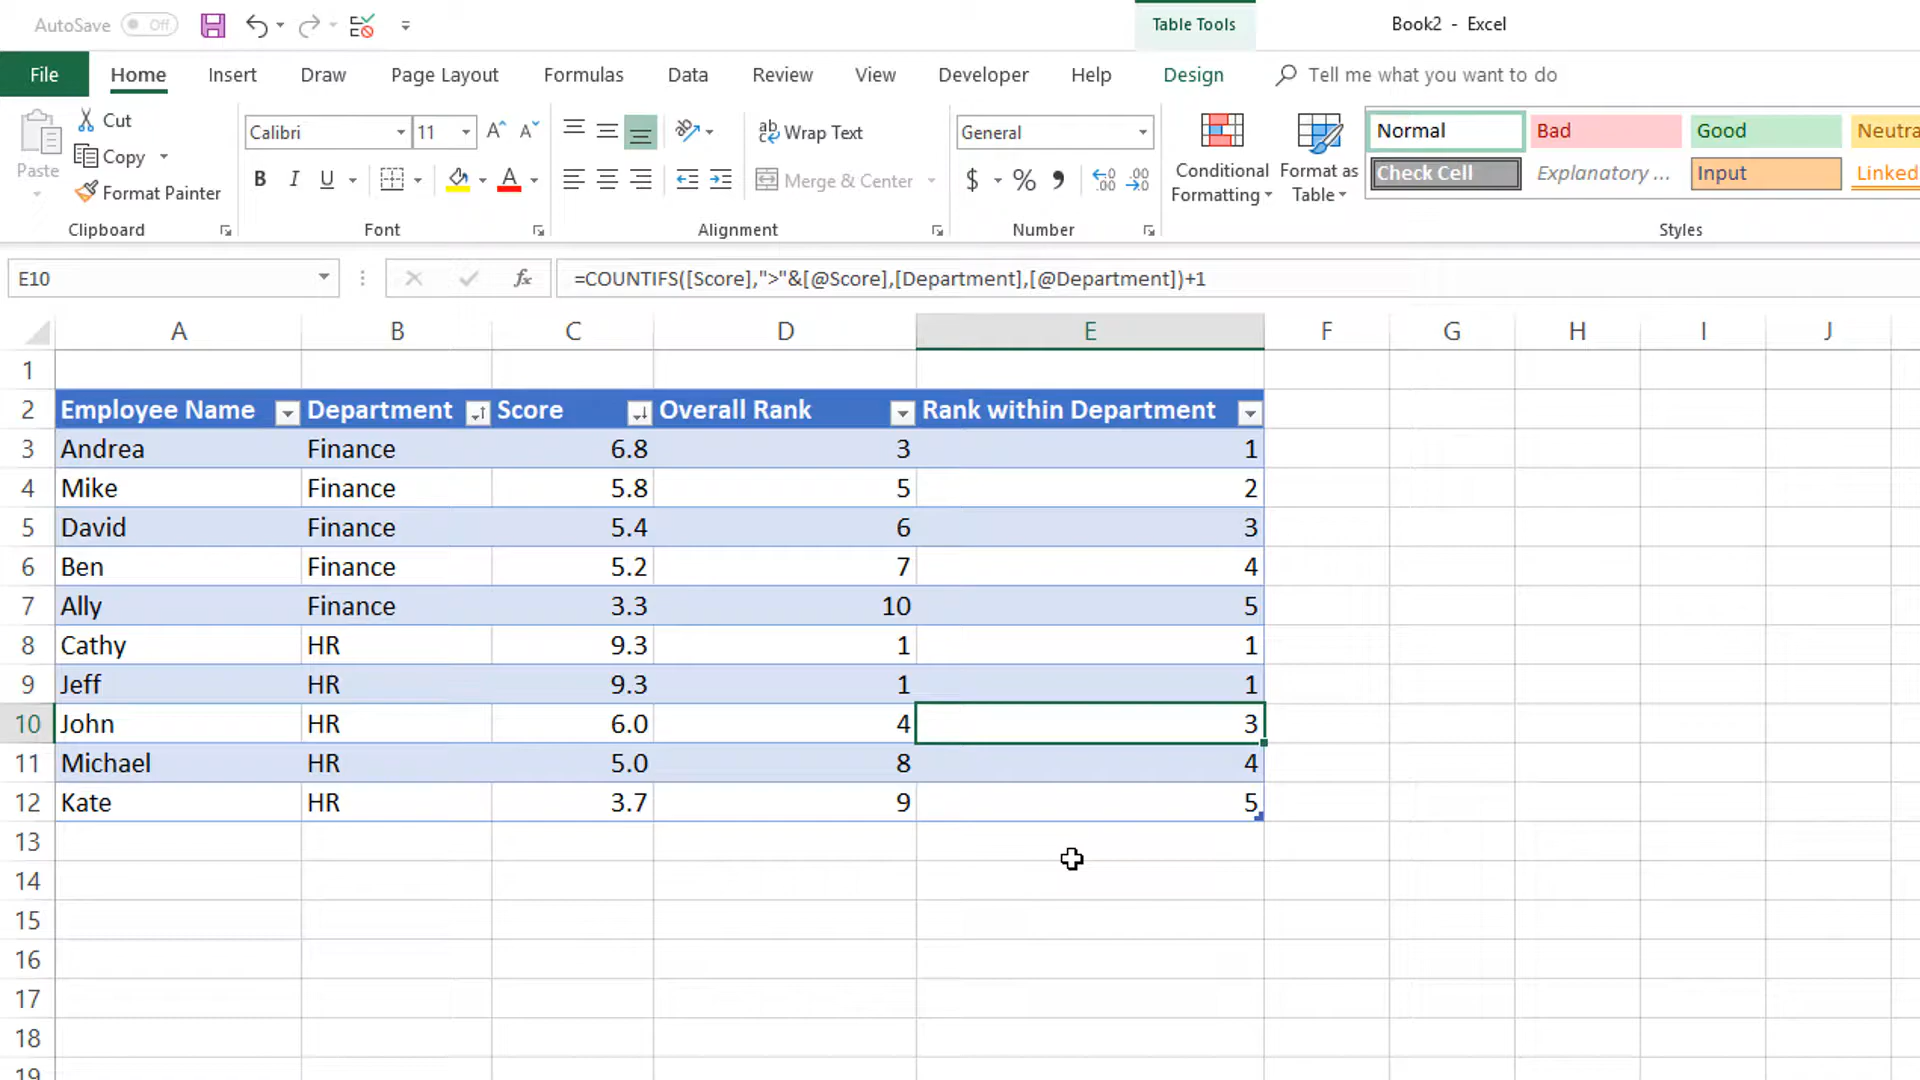 AutoSave Off Table Tools Book2 - Excel
File Home Insert Draw Page Layout Formulas Data Review View Developer Help Design Tell me what you want to do
Paste Cut Copy Format Painter
Clipboard
Calibri 11 A A
B I U A
Font
ab Wrap Text
Merge & Center
Alignment
General
$ % , .00 .0 .0 .00
Number
Conditional Formatting Format as Table
Normal Bad Good Neutra
Check Cell Explanatory ... Input Linked
Styles
E10 fx =COUNTIFS([Score],">"&[@Score],[Department],[@Department])+1
A B C D E F G H I J
1
2 Employee Name Department Score Overall Rank Rank within Department
3 Andrea Finance 6.8 3 1
4 Mike Finance 5.8 5 2
5 David Finance 5.4 6 3
6 Ben Finance 5.2 7 4
7 Ally Finance 3.3 10 5
8 Cathy HR 9.3 1 1
9 Jeff HR 9.3 1 1
10 John HR 6.0 4 3
11 Michael HR 5.0 8 4
12 Kate HR 3.7 9 5
13
14
15
16
17
18
19